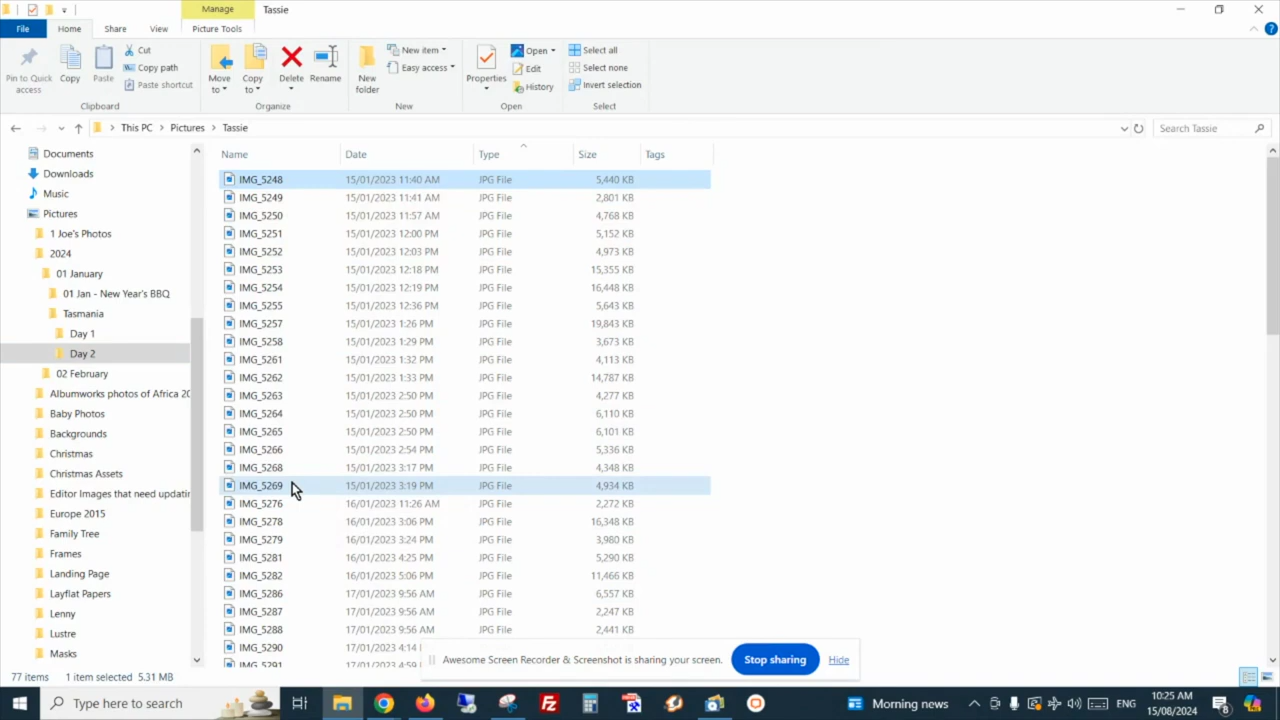 Manage
Tassie
File
Home
Share
View
Picture Tools
Pin to Quick access
Copy
Paste
Cut
Copy path
Paste shortcut
Clipboard
Move to
Copy to
Delete
Rename
Organize
New folder
New item
Easy access
New
Properties
Open
Edit
History
Open
Select all
Select none
Invert selection
Select
This PC > Pictures > Tassie
Search Tassie
Documents
Downloads
Music
Pictures
1 Joe's Photos
2024
01 January
01 Jan - New Year's BBQ
Tasmania
Day 1
Day 2
02 February
Albumworks photos of Africa 20
Baby Photos
Backgrounds
Christmas
Christmas Assets
Editor Images that need updatin
Europe 2015
Family Tree
Frames
Landing Page
Layflat Papers
Lenny
Lustre
Masks
Name Date Type Size Tags
IMG_5248 15/01/2023 11:40 AM JPG File 5,440 KB
IMG_5249 15/01/2023 11:41 AM JPG File 2,801 KB
IMG_5250 15/01/2023 11:57 AM JPG File 4,768 KB
IMG_5251 15/01/2023 12:00 PM JPG File 5,152 KB
IMG_5252 15/01/2023 12:03 PM JPG File 4,973 KB
IMG_5253 15/01/2023 12:18 PM JPG File 15,355 KB
IMG_5254 15/01/2023 12:19 PM JPG File 16,448 KB
IMG_5255 15/01/2023 12:36 PM JPG File 5,643 KB
IMG_5257 15/01/2023 1:26 PM JPG File 19,843 KB
IMG_5258 15/01/2023 1:29 PM JPG File 3,673 KB
IMG_5261 15/01/2023 1:32 PM JPG File 4,113 KB
IMG_5262 15/01/2023 1:33 PM JPG File 14,787 KB
IMG_5263 15/01/2023 2:50 PM JPG File 4,277 KB
IMG_5264 15/01/2023 2:50 PM JPG File 6,110 KB
IMG_5265 15/01/2023 2:50 PM JPG File 6,101 KB
IMG_5266 15/01/2023 2:54 PM JPG File 5,336 KB
IMG_5268 15/01/2023 3:17 PM JPG File 4,348 KB
IMG_5269 15/01/2023 3:19 PM JPG File 4,934 KB
IMG_5276 16/01/2023 11:26 AM JPG File 2,272 KB
IMG_5278 16/01/2023 3:06 PM JPG File 16,348 KB
IMG_5279 16/01/2023 3:24 PM JPG File 3,980 KB
IMG_5281 16/01/2023 4:25 PM JPG File 5,290 KB
IMG_5282 16/01/2023 5:06 PM JPG File 11,466 KB
IMG_5286 17/01/2023 9:56 AM JPG File 6,557 KB
IMG_5287 17/01/2023 9:56 AM JPG File 2,247 KB
IMG_5288 17/01/2023 9:56 AM JPG File 2,441 KB
IMG_5290 17/01/2023 4:14
IMG_5291 17/01/2023 4:59
Awesome Screen Recorder & Screenshot is sharing your screen.
Stop sharing
Hide
77 items 1 item selected 5.31 MB
Type here to search
Morning news
ENG
10:25 AM
15/08/2024
8